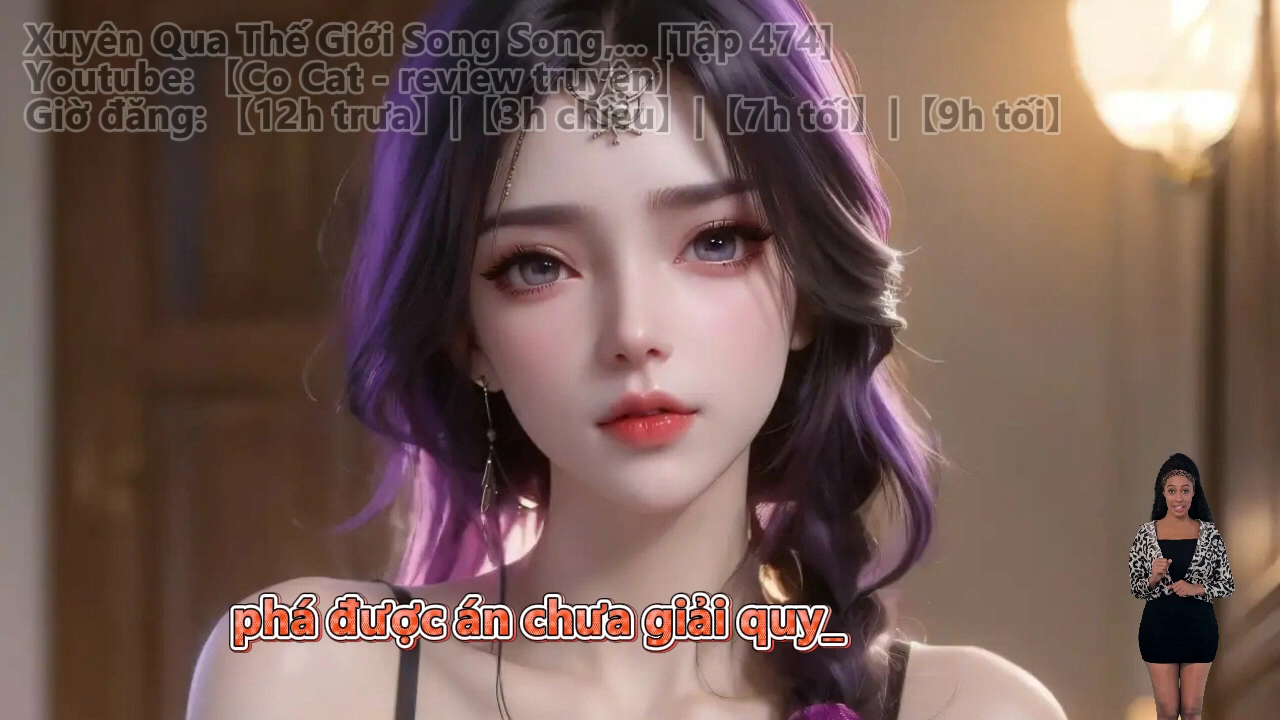 Xuyên Qua Thế Giới Song Song,... [Tập 474]
Youtube: 【Co Cat - review truyện】
Giờ đăng: 【12h trưa】 | 【3h chiều】 | 【7h tối】 | 【9h tối】
phá được án chưa giải quy_